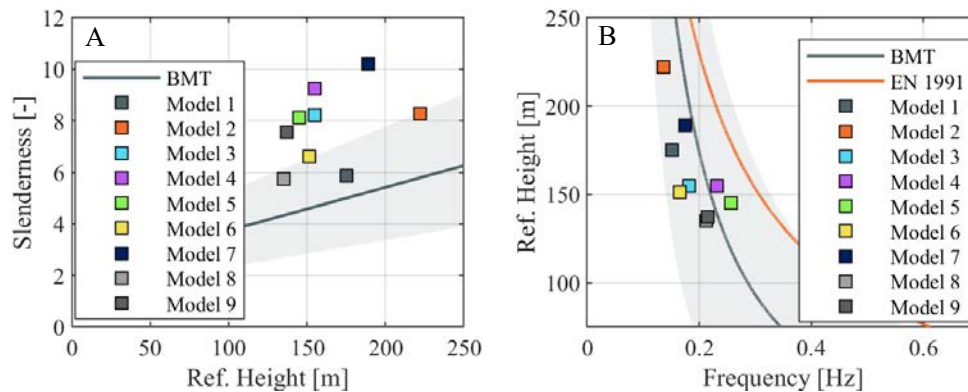 A
Slenderness [-]
12
10
8
6
4
2
0
BMT
Model 1
Model 2
Model 3
Model 4
Model 5
Model 6
Model 7
Model 8
Model 9
0 50 100 150 200 250
Ref. Height [m]
B
Ref. Height [m]
250
200
150
100
BMT
EN 1991
Model 1
Model 2
Model 3
Model 4
Model 5
Model 6
Model 7
Model 8
Model 9
0 0.2 0.4 0.6
Frequency [Hz]